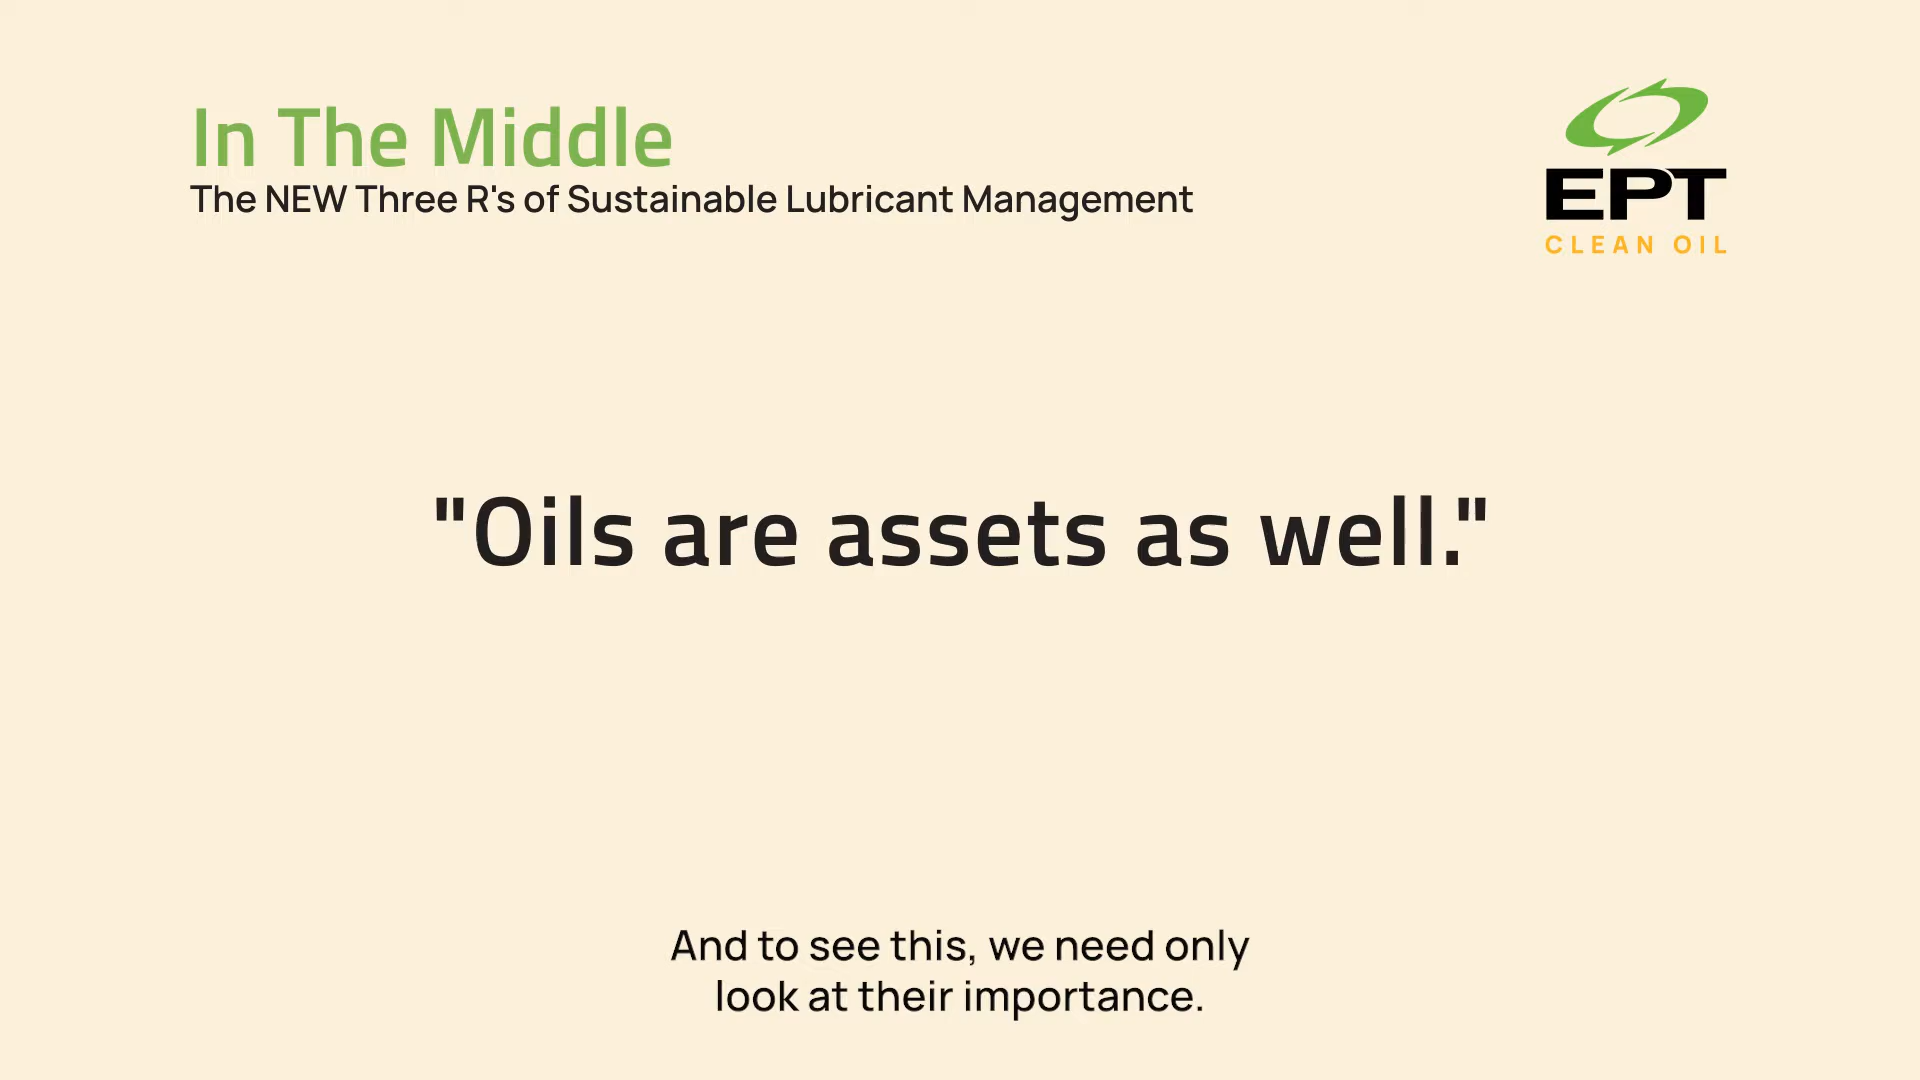 In The Middle
The NEW Three R's of Sustainable Lubricant Management
EPT
CLEAN OIL
"Oils are assets as well."
And to see this, we need only
look at their importance.